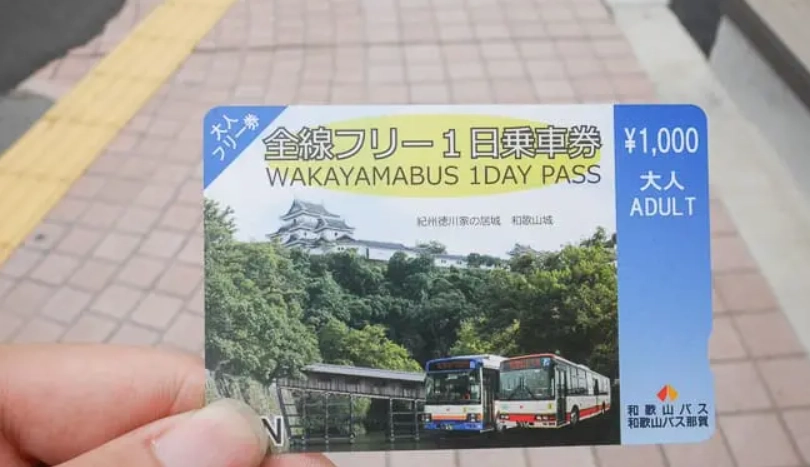 大人
フリー券
全線フリー1日乗車券
WAKAYAMABUS 1DAY PASS
紀州徳川家の居城 和歌山城
¥1,000
大人
ADULT
和歌山バス
和歌山バス那賀
N